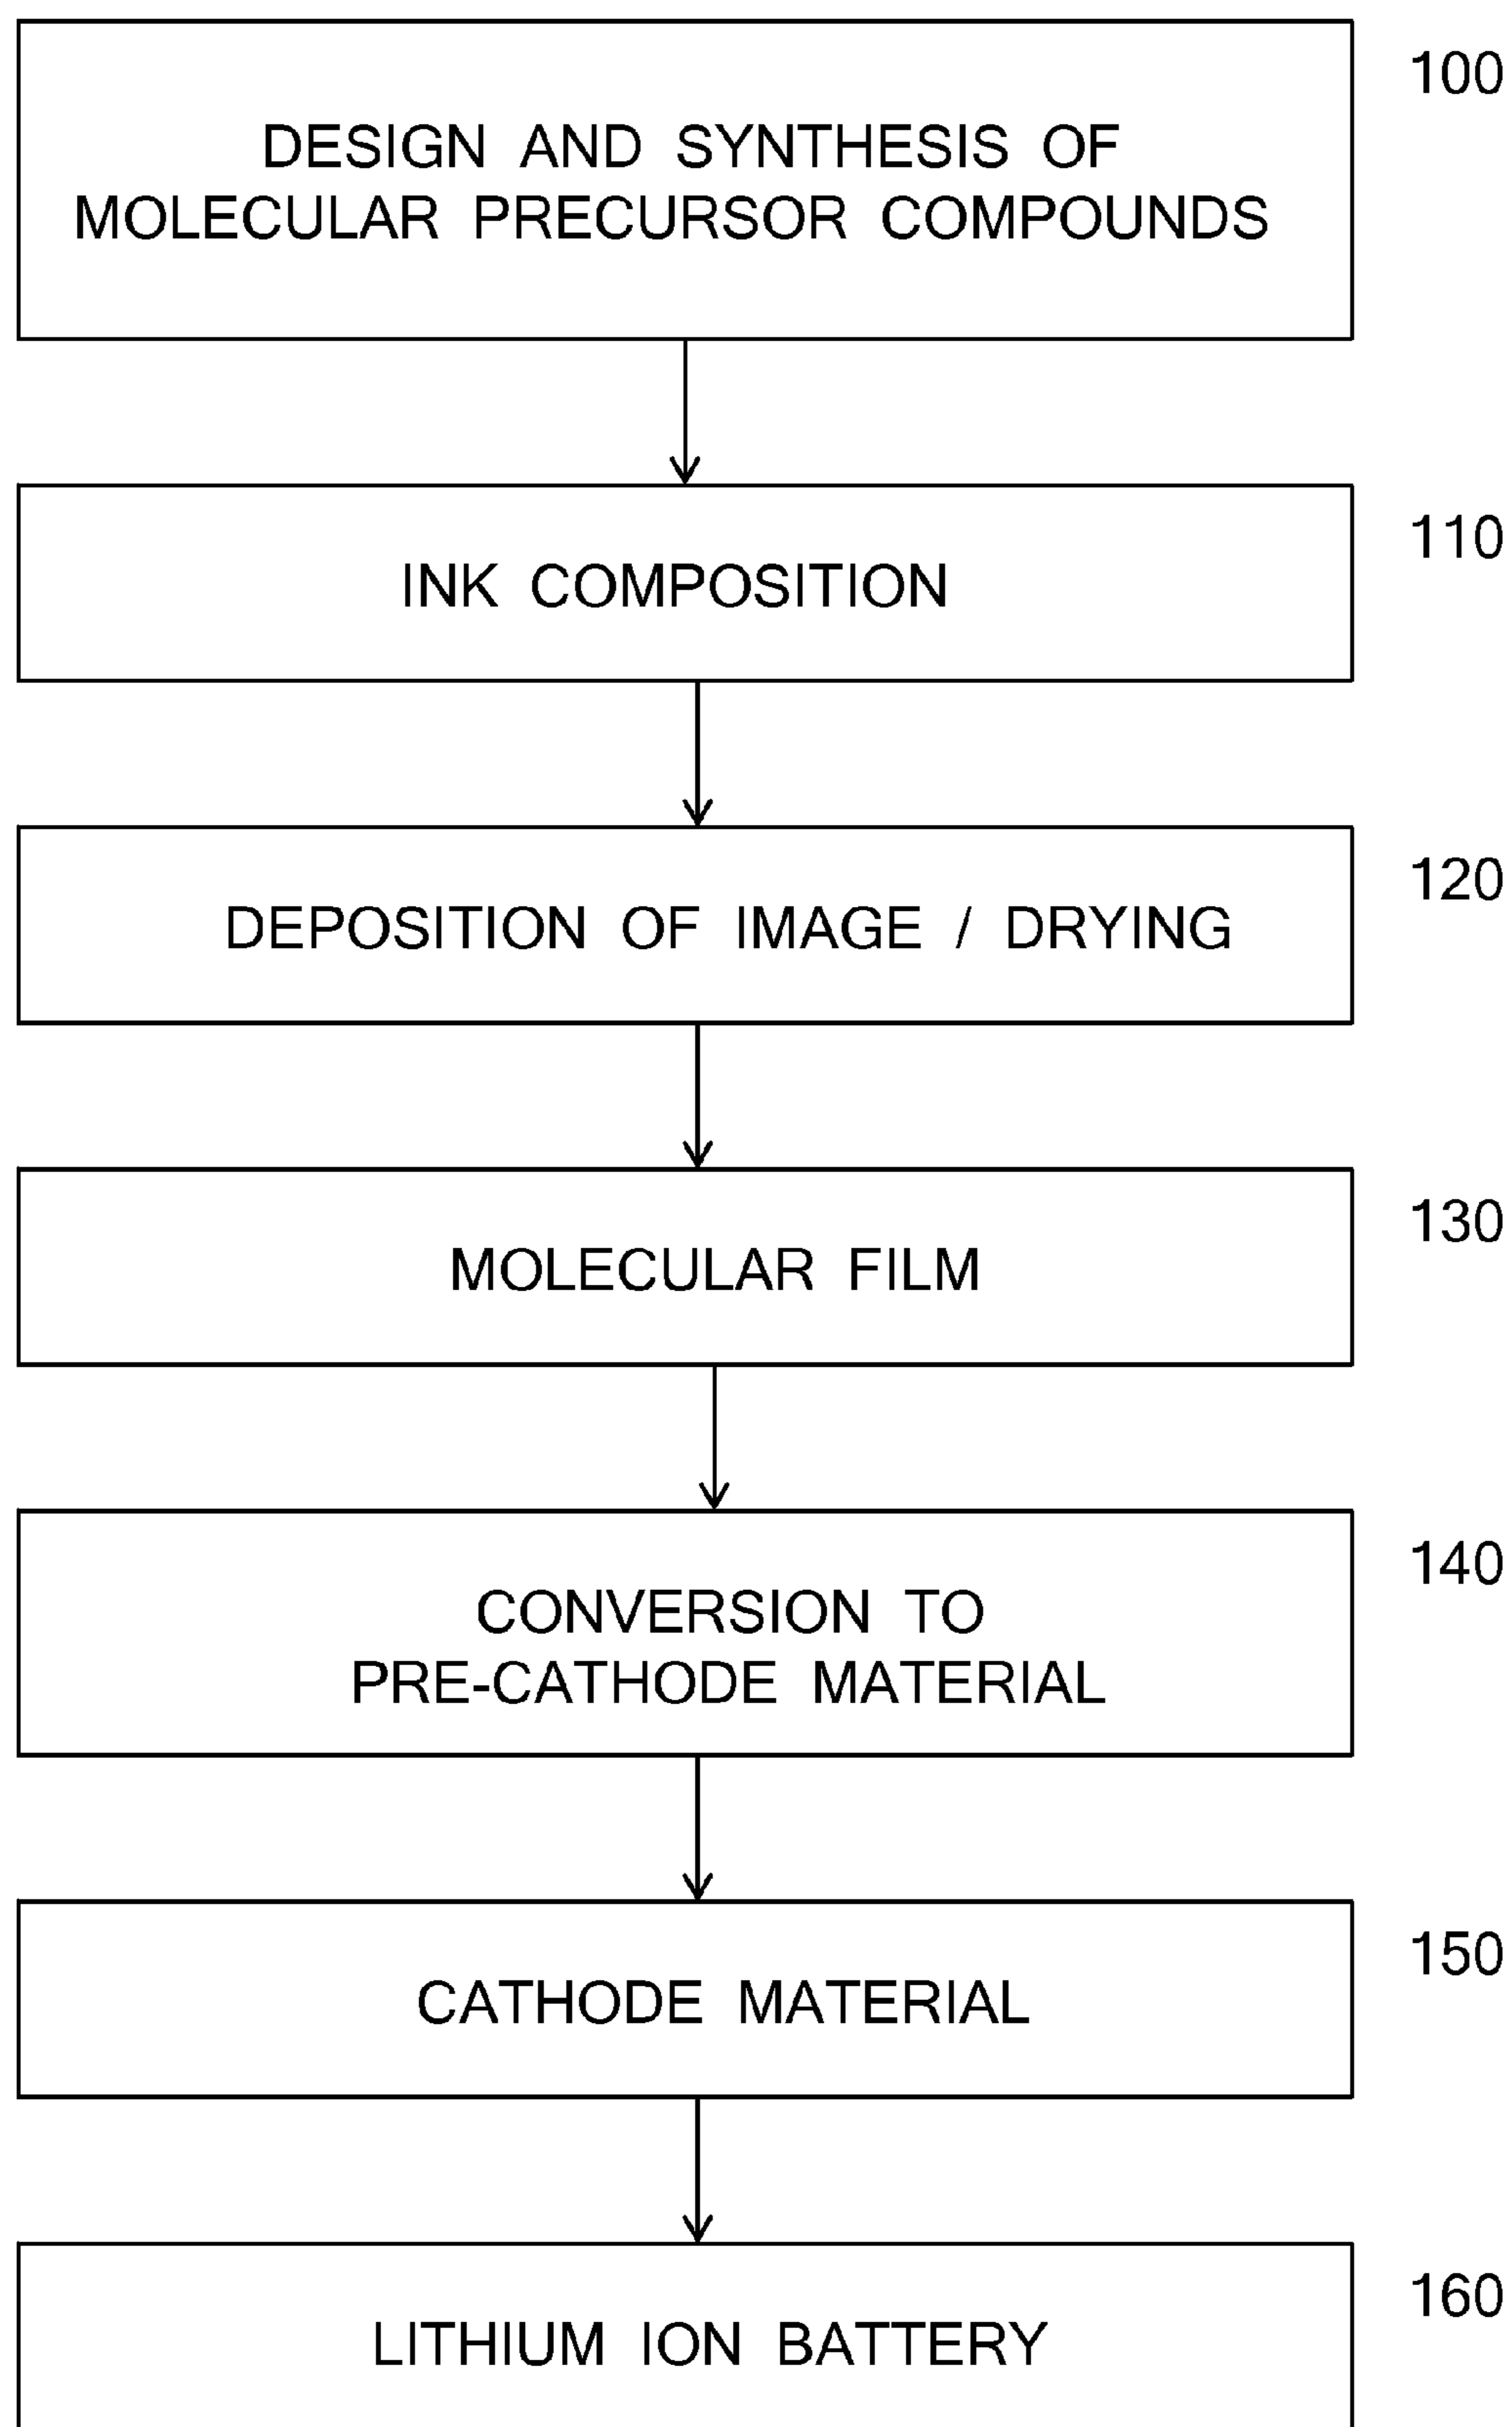 100
DESIGN AND SYNTHESIS OF
MOLECULAR PRECURSOR COMPOUNDS
110
INK COMPOSITION
120
DEPOSITION OF IMAGE / DRYING
130
MOLECULAR FILM
140
CONVERSION TO
PRE-CATHODE MATERIAL
150
CATHODE MATERIAL
160
LITHIUM ION BATTERY